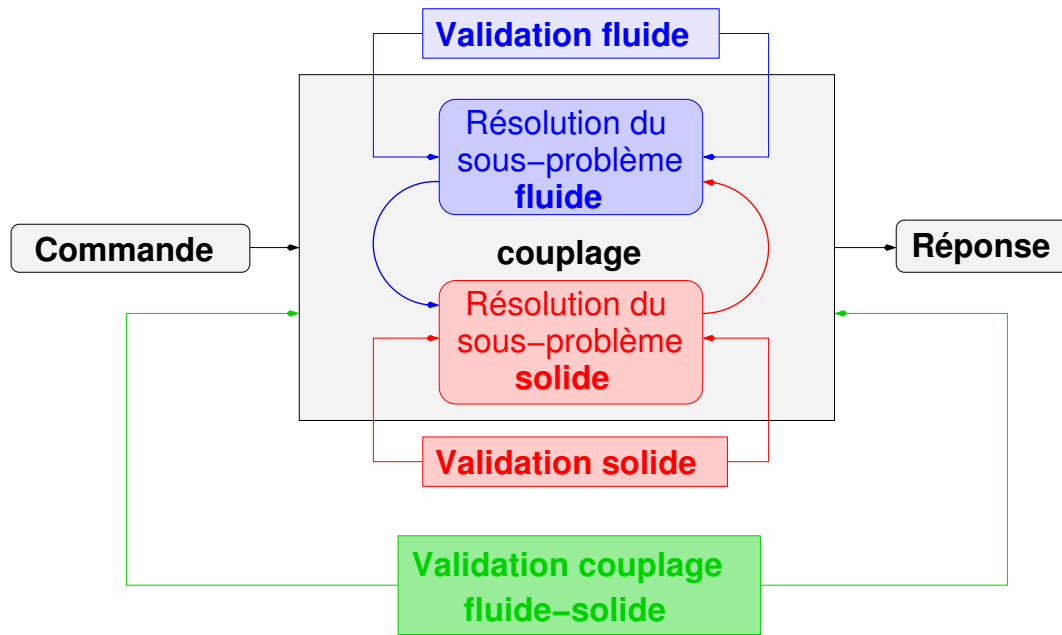 Validation fluide
Résolution du
sous−problème
fluide
Commande
couplage
Réponse
Résolution du
sous−problème
solide
Validation solide
Validation couplage
fluide−solide